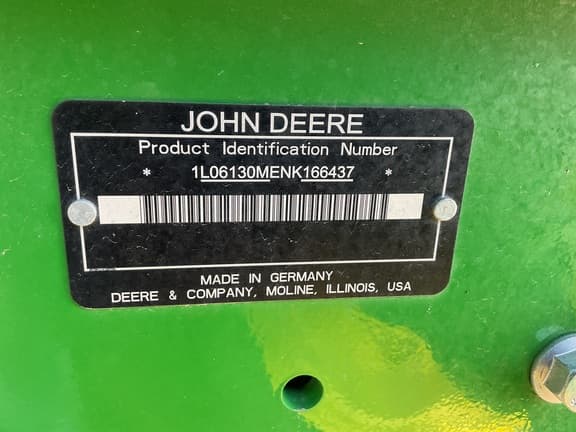 JOHN DEERE
Product Identification Number
* 1L06130MENK166437 *
MADE IN GERMANY
DEERE & COMPANY, MOLINE, ILLINOIS, USA